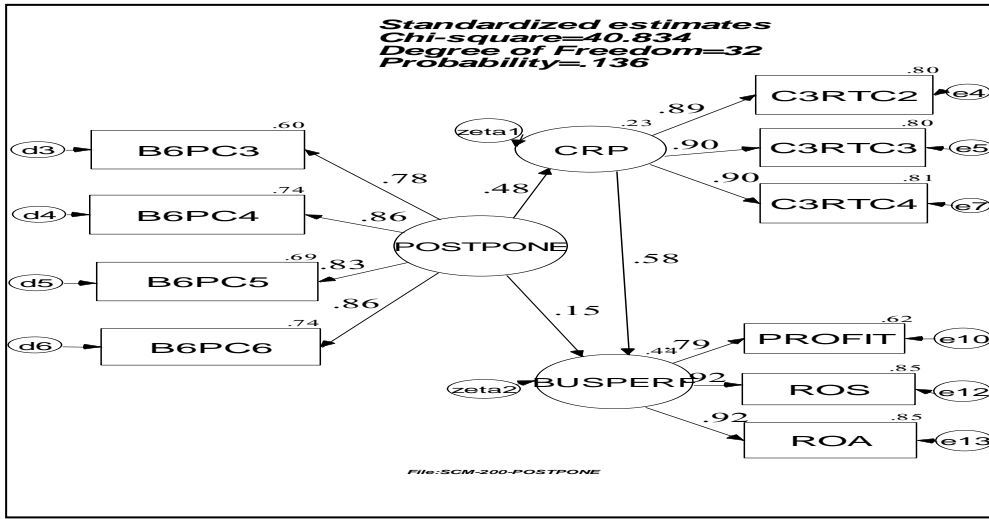 Standardized estimates
Chi-square=40.834
Degree of Freedom=32
Probability=.136
.60
d3
B6PC3
.78
.74
d4
B6PC4
.86
.69
d5
B6PC5
.83
.74
d6
B6PC6
.86
POSTPONE
.48
.15
zeta1
.23
CRP
.58
.89
.80
C3RTC2
e4
.90
.80
C3RTC3
e5
.90
.81
C3RTC4
e7
zeta2
.44
BUSPERF
.79
.62
PROFIT
e10
.92
.85
ROS
e12
.92
.85
ROA
e13
File:SCM-200-POSTPONE